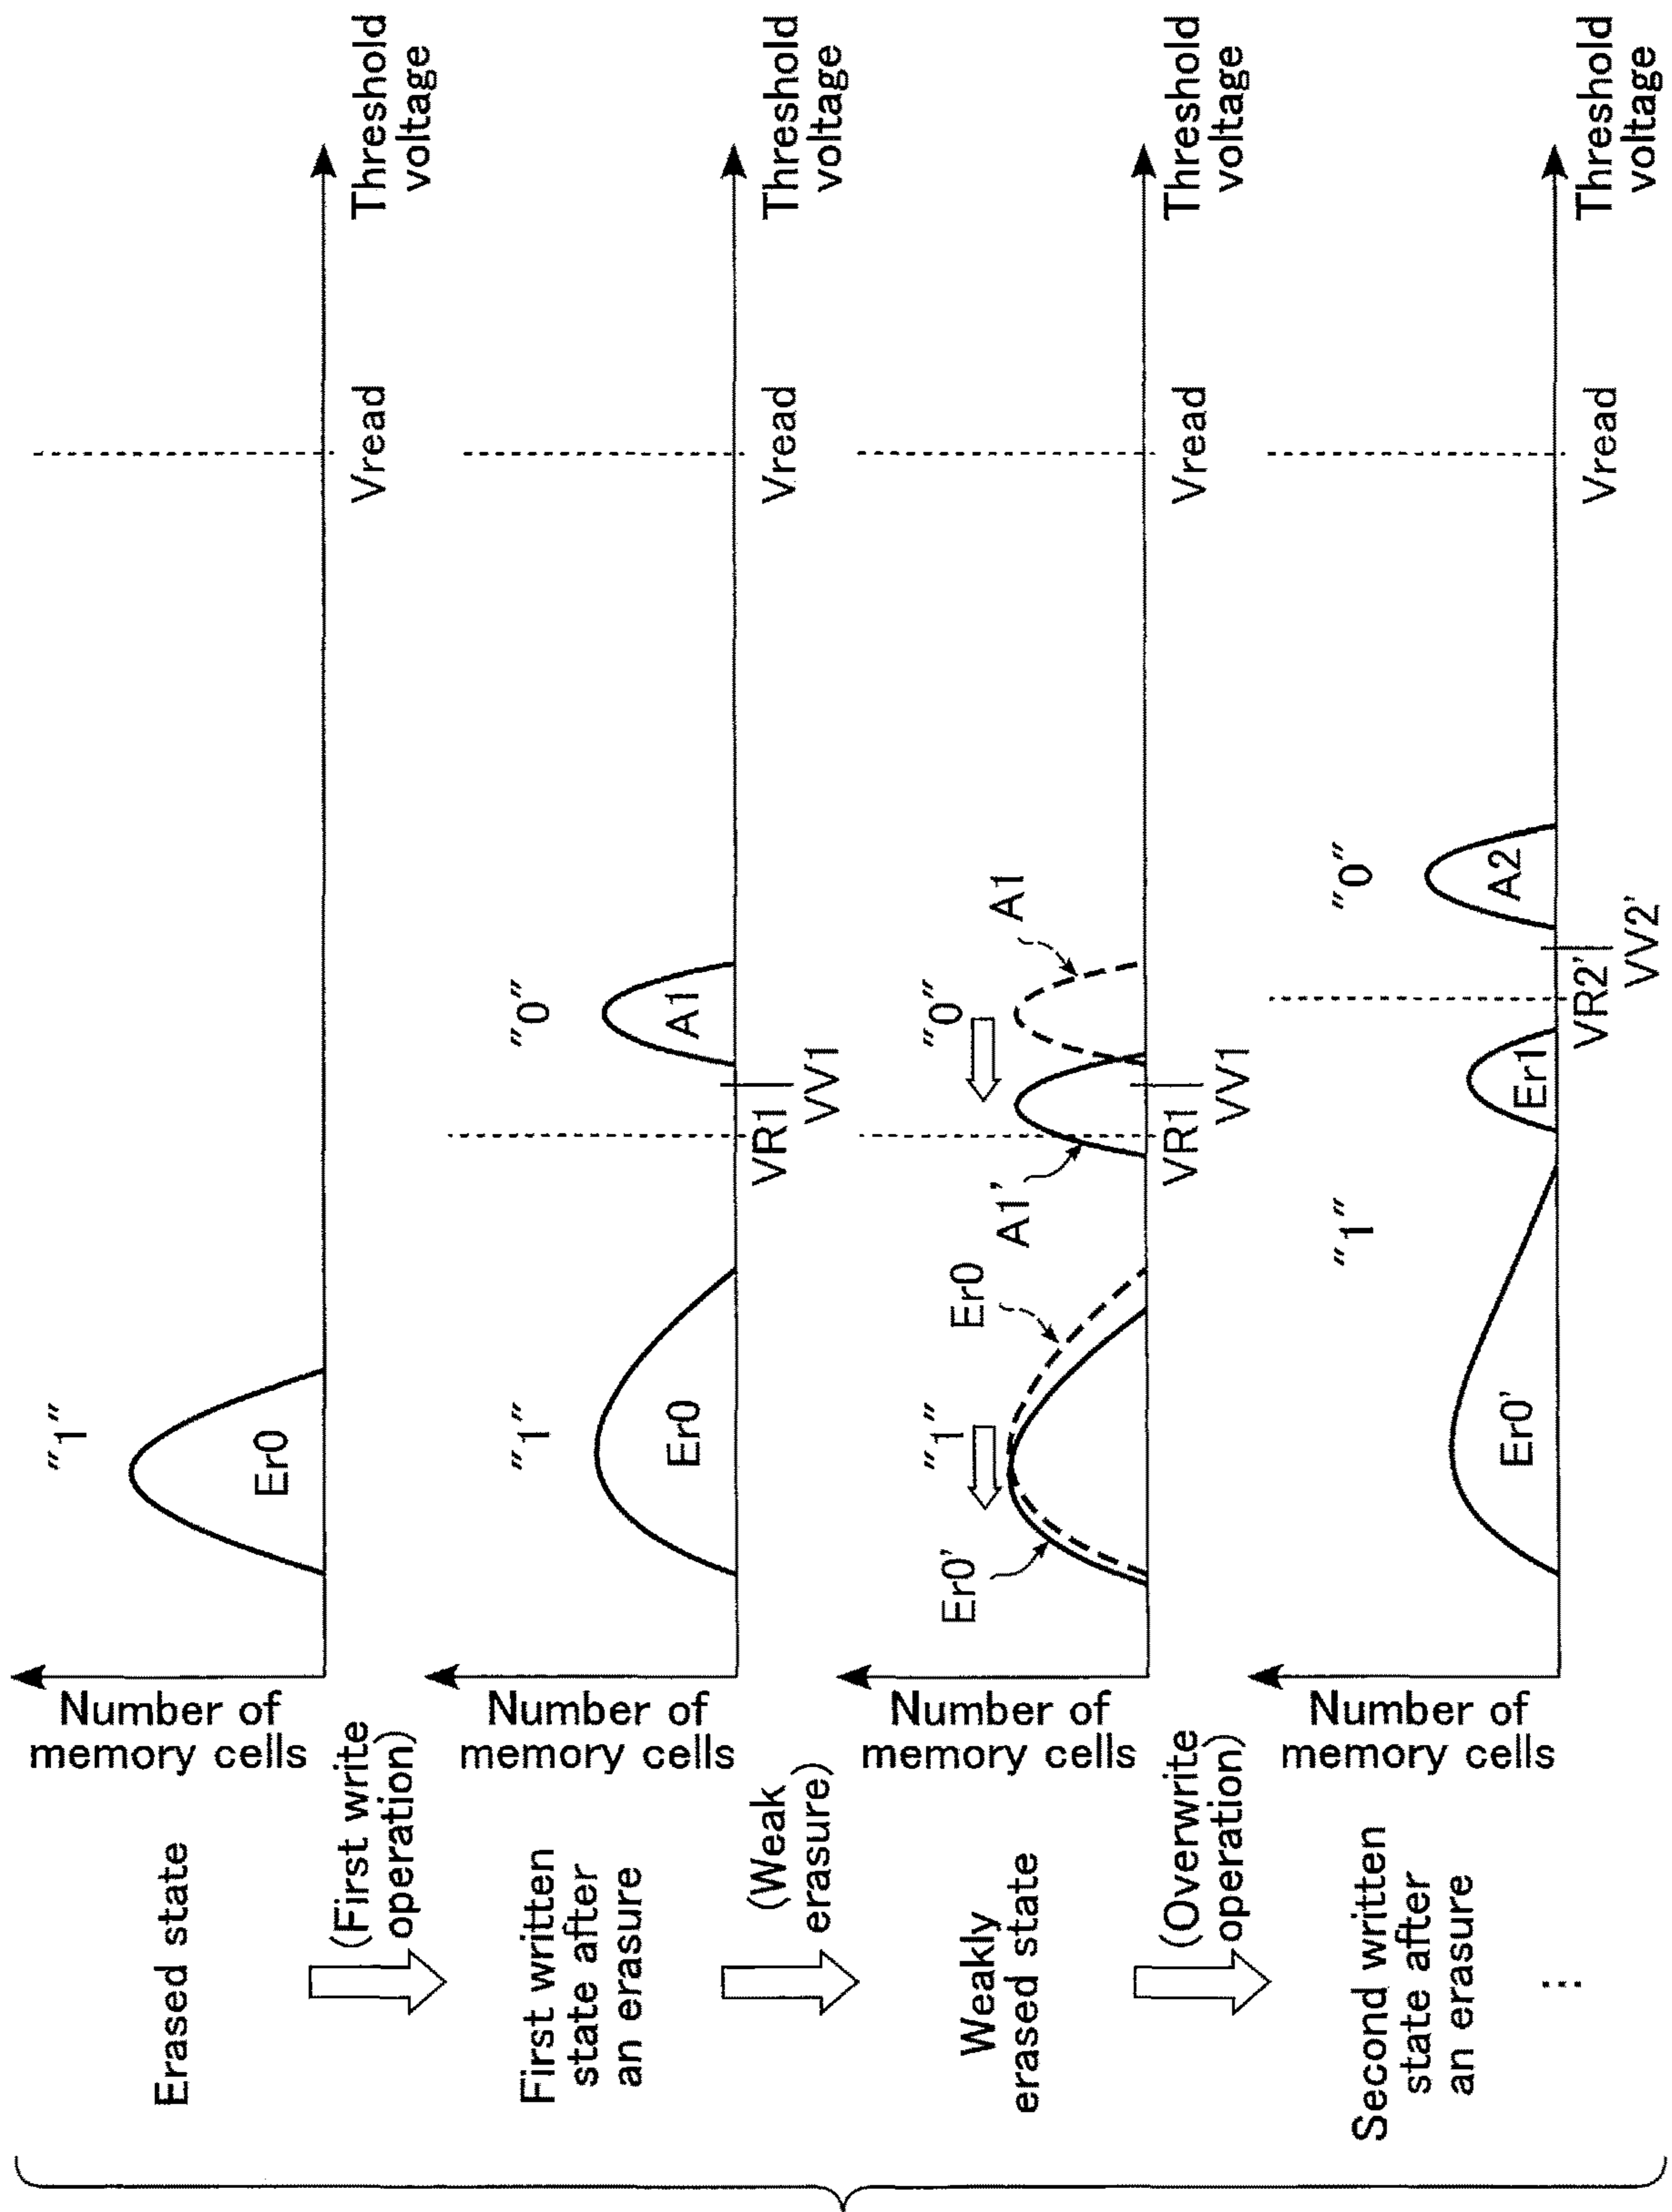 Erased state
Number of
memory cells
"1"
Er0
Vread
Threshold
voltage
(First write
operation)
First written
state after
an erasure
Number of
memory cells
"1"
Er0
"0"
A1
VR1
VV1
Vread
Threshold
voltage
(Weak
erasure)
Weakly
erased state
Number of
memory cells
Er0'
"1"
Er0
A1'
"0"
A1
VR1
VV1
Vread
Threshold
voltage
(Overwrite
operation)
Second written
state after
an erasure
Number of
memory cells
"1"
Er0'
Er1
"0"
A2
VR2'
VV2'
Vread
Threshold
voltage
...